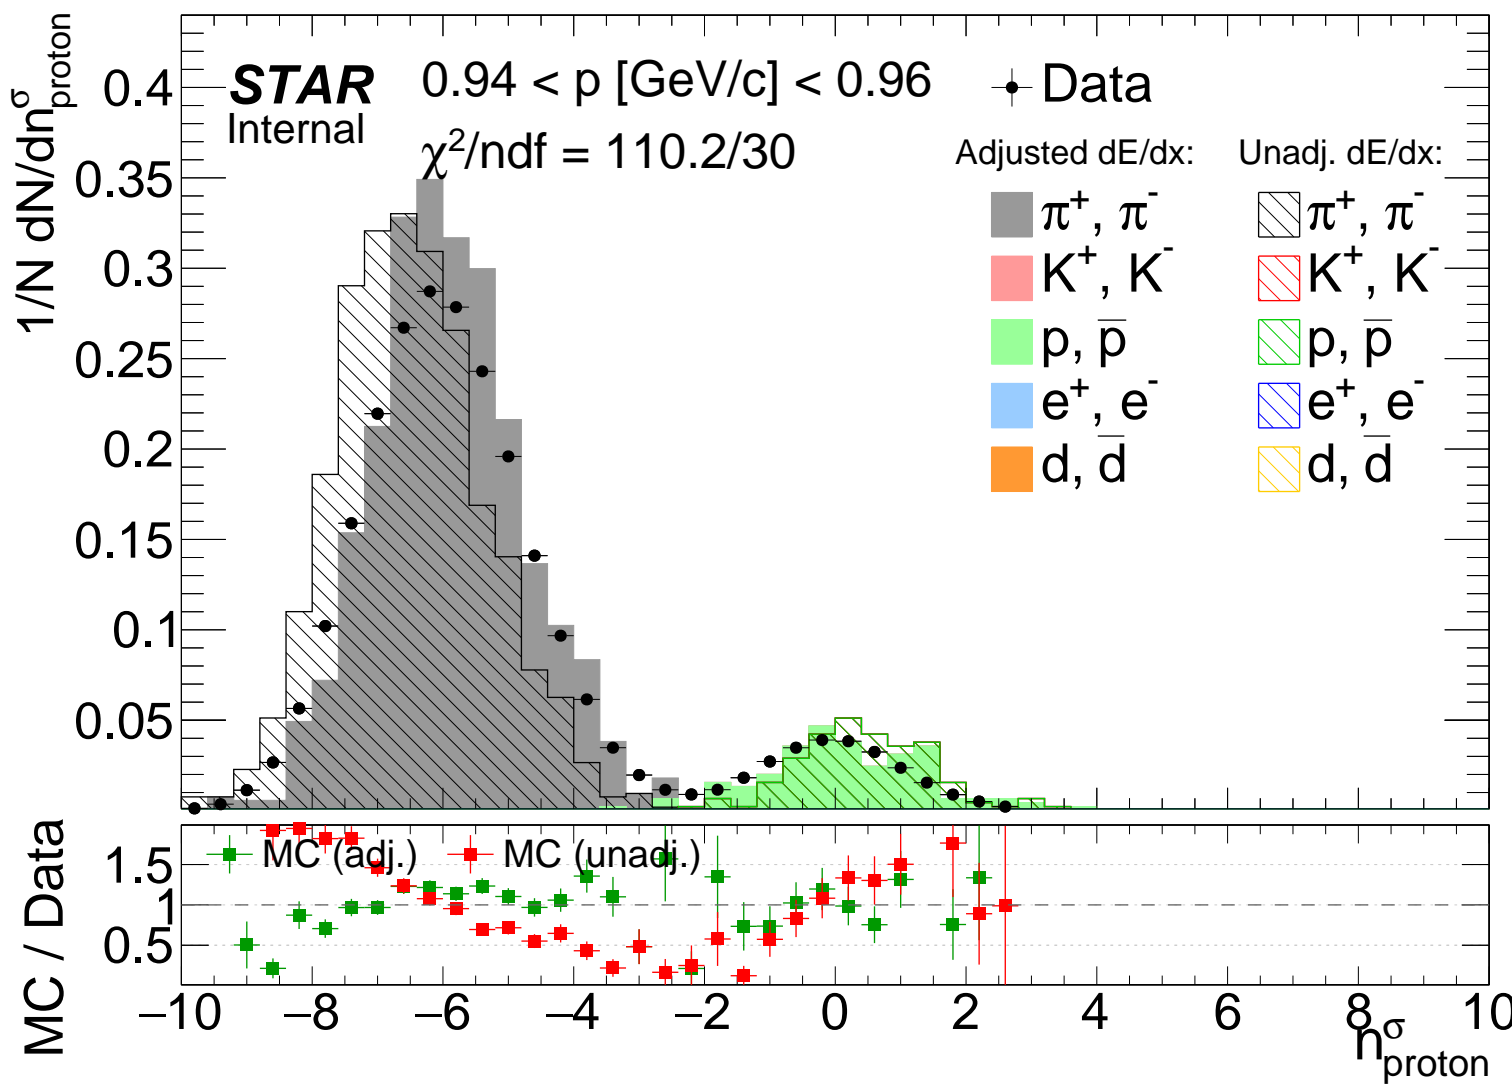 1/N dN/dn^σ_proton
STAR
Internal
0.94 < p [GeV/c] < 0.96
χ²/ndf = 110.2/30
Data
Adjusted dE/dx:
Unadj. dE/dx:
π⁺, π⁻
π⁺, π⁻
K⁺, K⁻
K⁺, K⁻
p, p̅
p, p̅
e⁺, e⁻
e⁺, e⁻
d, d̅
d, d̅
0.4
0.35
0.3
0.25
0.2
0.15
0.1
0.05
MC / Data
MC (adj.)
MC (unadj.)
1.5
1
0.5
−10 −8 −6 −4 −2 0 2 4 6 8 10
n^σ_proton